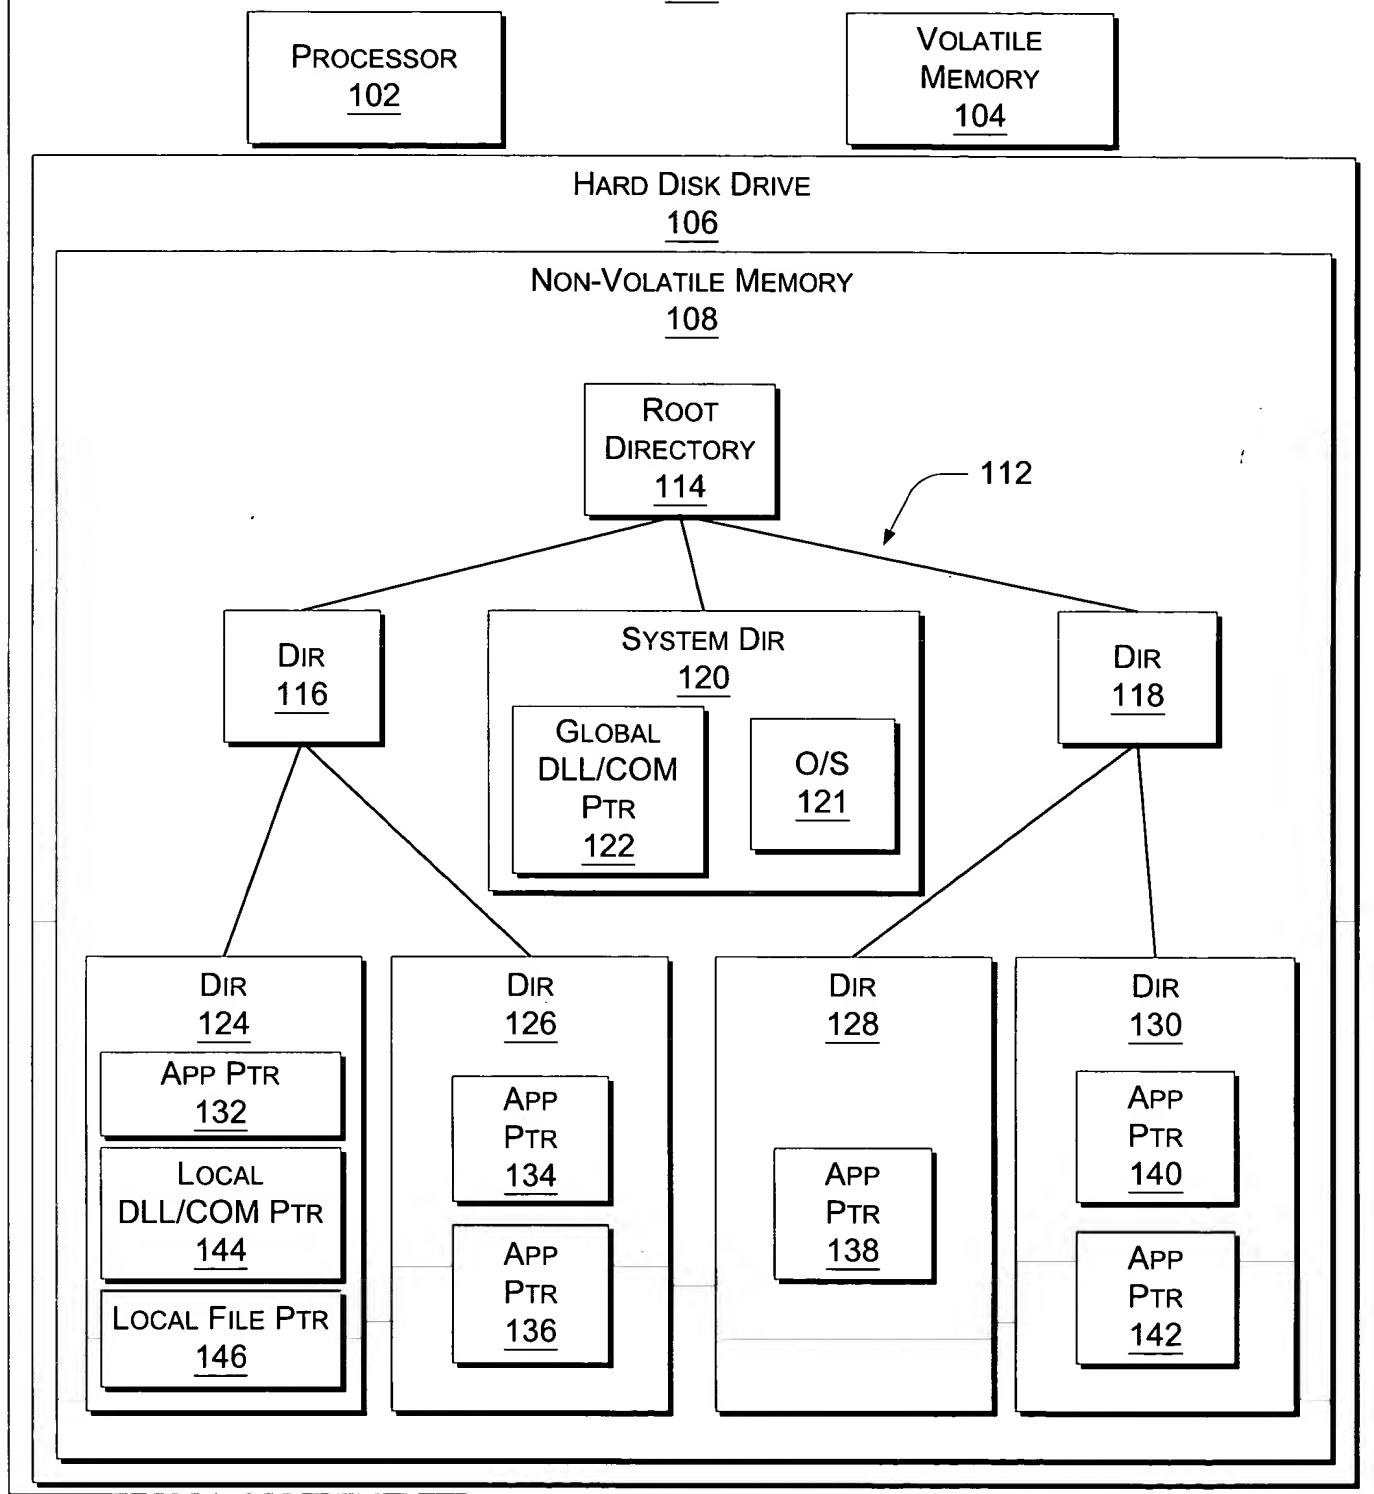 PROCESSOR
102
VOLATILE
MEMORY
104
HARD DISK DRIVE
106
NON-VOLATILE MEMORY
108
ROOT
DIRECTORY
114
112
DIR
116
SYSTEM DIR
120
GLOBAL
DLL/COM
PTR
122
O/S
121
DIR
118
DIR
124
APP PTR
132
LOCAL
DLL/COM PTR
144
LOCAL FILE PTR
146
DIR
126
APP
PTR
134
APP
PTR
136
DIR
128
APP
PTR
138
DIR
130
APP
PTR
140
APP
PTR
142